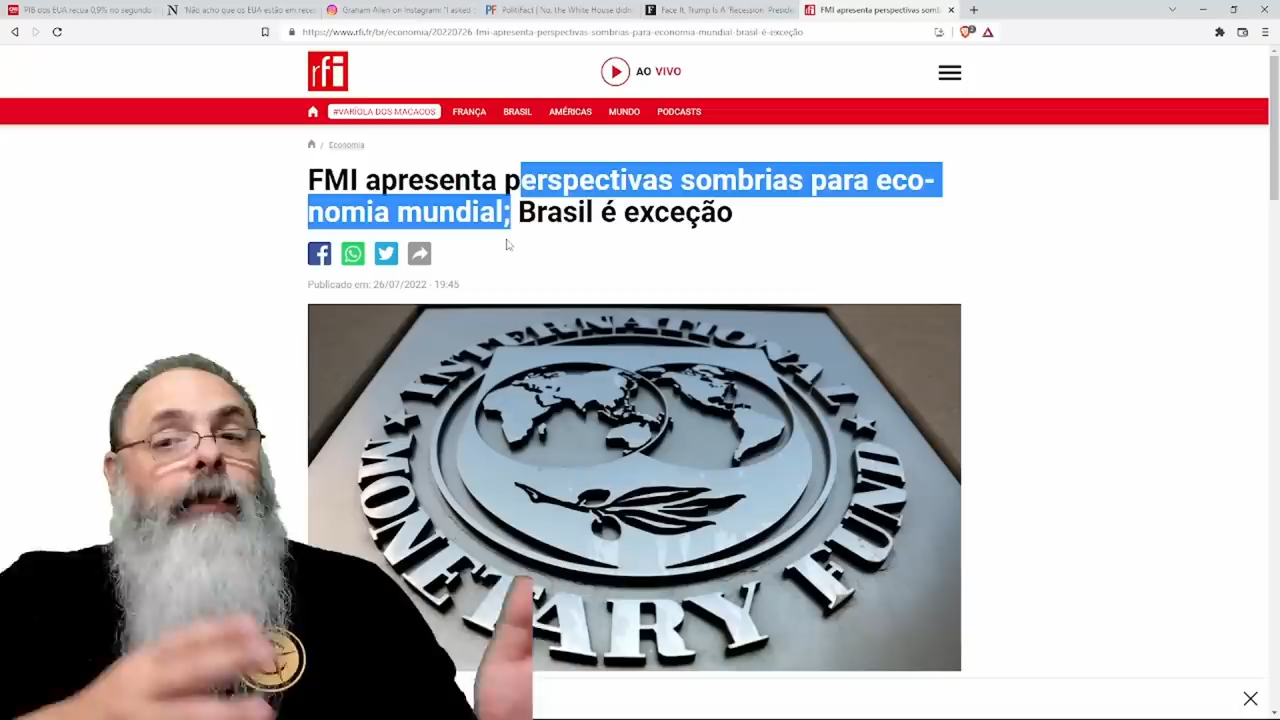 PIB dos EUA recua 0,9% no segundo
'Não acho que os EUA estão em rece
Graham Allen on Instagram: "I asked
PolitiFact | No, the White House didn
Face It, Trump Is A 'Recession' Preside
FMI apresenta perspectivas somb
https://www.rfi.fr/br/economia/20220726-fmi-apresenta-perspectivas-sombrias-para-economia-mundial-brasil-é-exceção
rfi
AO VIVO
#VARÍOLA DOS MACACOS
FRANÇA
BRASIL
AMÉRICAS
MUNDO
PODCASTS
/ Economia
FMI apresenta perspectivas sombrias para eco-
nomia mundial; Brasil é exceção
Publicado em: 26/07/2022 - 19:45
INTERNATIONAL
MONETARY FUND